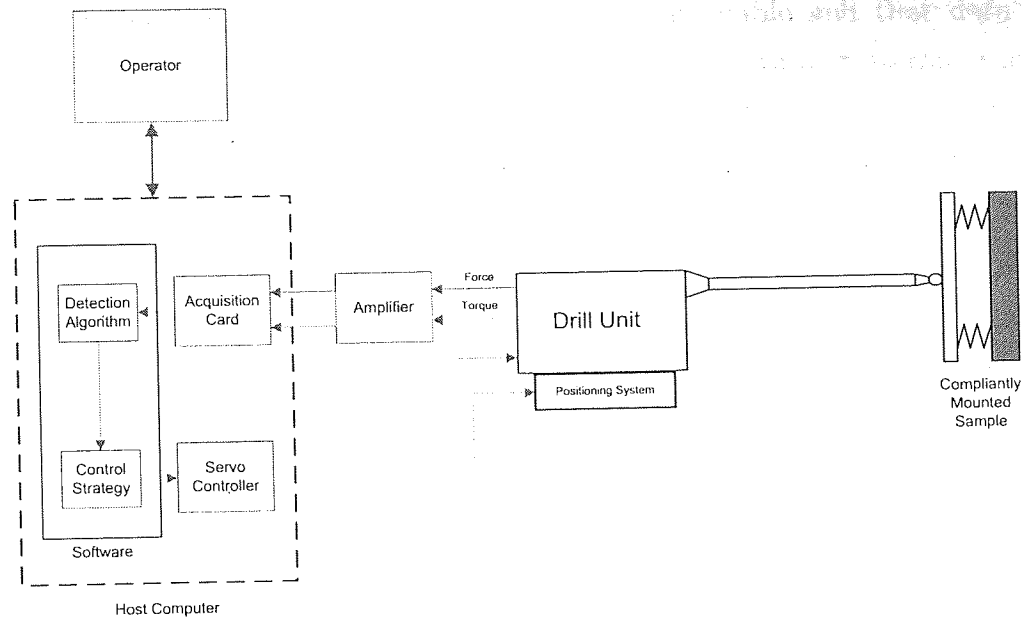 Operator
Force
Torque
Detection
Algorithm
Acquisition
Card
Amplifier
Drill Unit
Positioning System
Compliantly
Mounted
Sample
Control
Strategy
Servo
Controller
Software
Host Computer